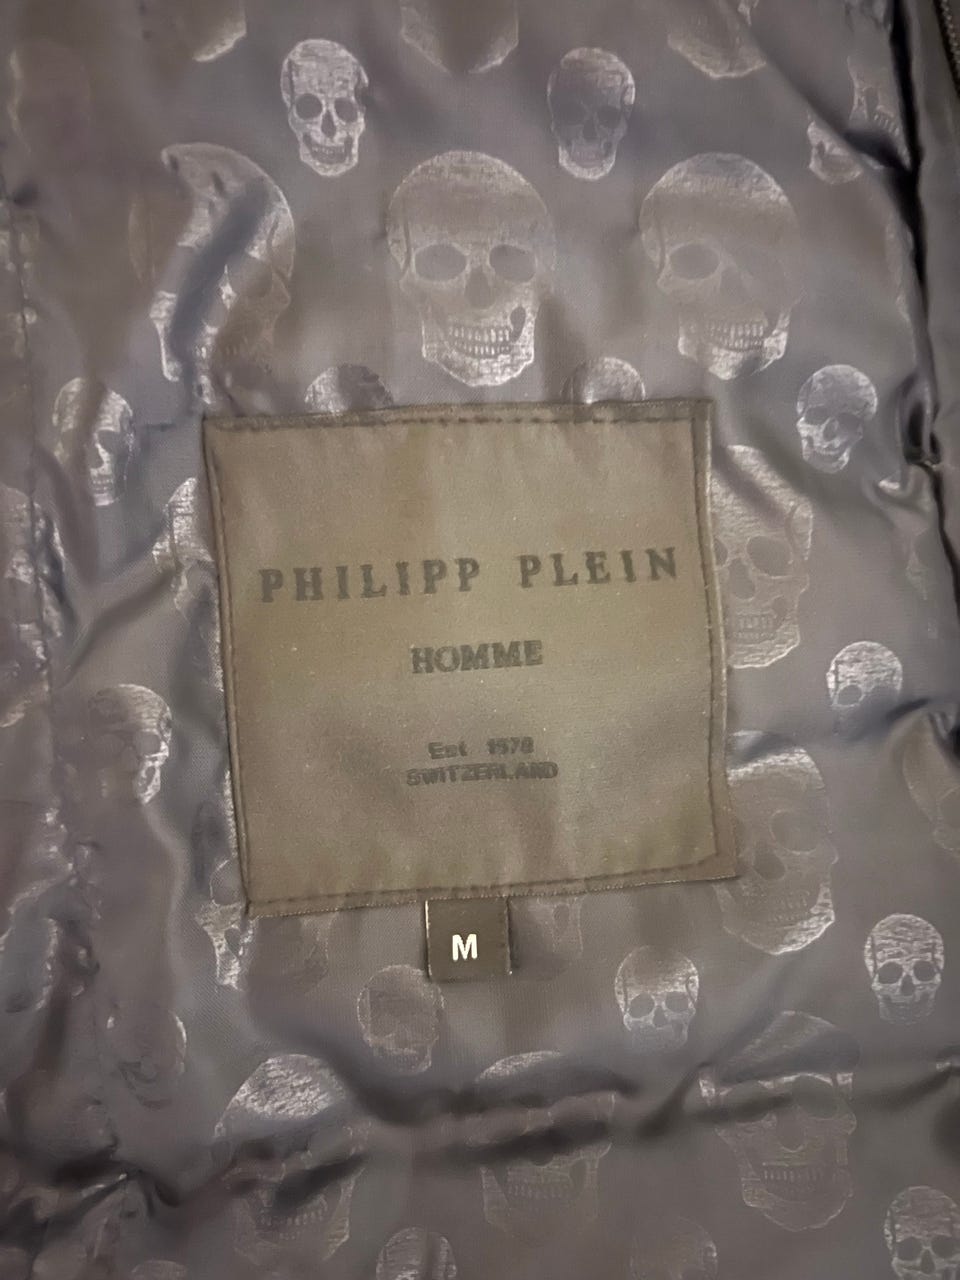 PHILIPP PLEIN
HOMME
Est 1978
SWITZERLAND
M